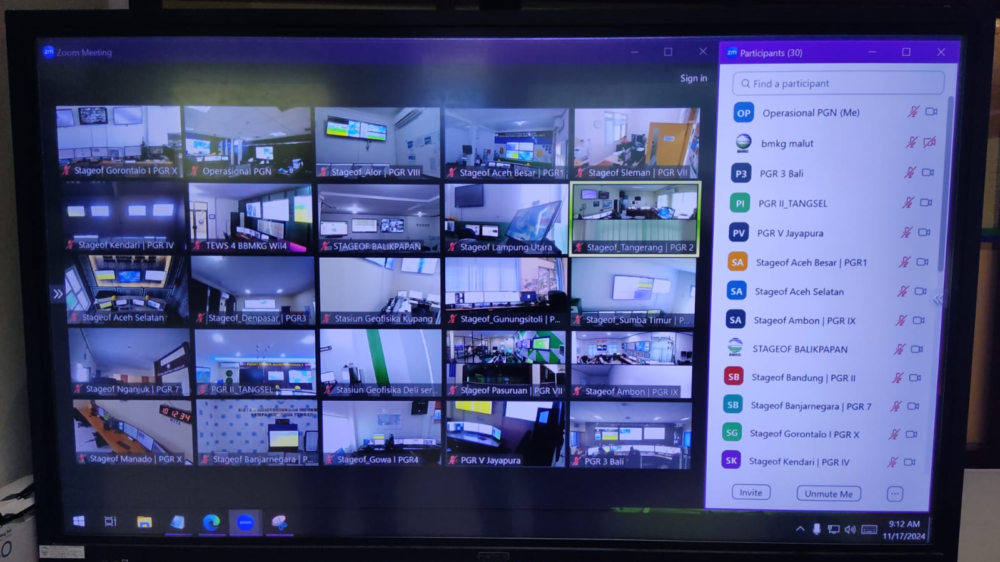 zm Zoom Meeting
Sign in
Stageof Gorontalo I PGR X
Operasional PGN
Stageof_Alor | PGR VIII
Stageof Aceh Besar | PGR1
Stageof Sleman | PGR VII
Stageof Kendari | PGR IV
TEWS 4 BBMKG Wil4
STAGEOF BALIKPAPAN
Stageof Lampung Utara
Stageof_Tangerang | PGR 2
Stageof Aceh Selatan
Stageof_Denpasar | PGR3
Stasiun Geofisika Kupang
Stageof_Gunungsitoli | P...
Stageof_Sumba Timur | P...
Stageof Nganjuk | PGR 7
PGR II_TANGSEL
Stasiun Geofisika Deli ser...
Stageof Pasuruan | PGR VII
Stageof Ambon | PGR IX
10 12 34
WITA
Stageof Manado | PGR X
Stageof Banjarnegara | P...
Stageof_Gowa I PGR4
PGR V Jayapura
PGR 3 Bali
zm Participants (30)
Find a participant
OP Operasional PGN (Me)
BMKG bmkg malut
P3 PGR 3 Bali
PI PGR II_TANGSEL
PV PGR V Jayapura
SA Stageof Aceh Besar | PGR1
SA Stageof Aceh Selatan
SA Stageof Ambon | PGR IX
BMKG STAGEOF BALIKPAPAN
SB Stageof Bandung | PGR II
SB Stageof Banjarnegara | PGR 7
SG Stageof Gorontalo I PGR X
SK Stageof Kendari | PGR IV
Invite
Unmute Me
...
zoom
9:12 AM
11/17/2024